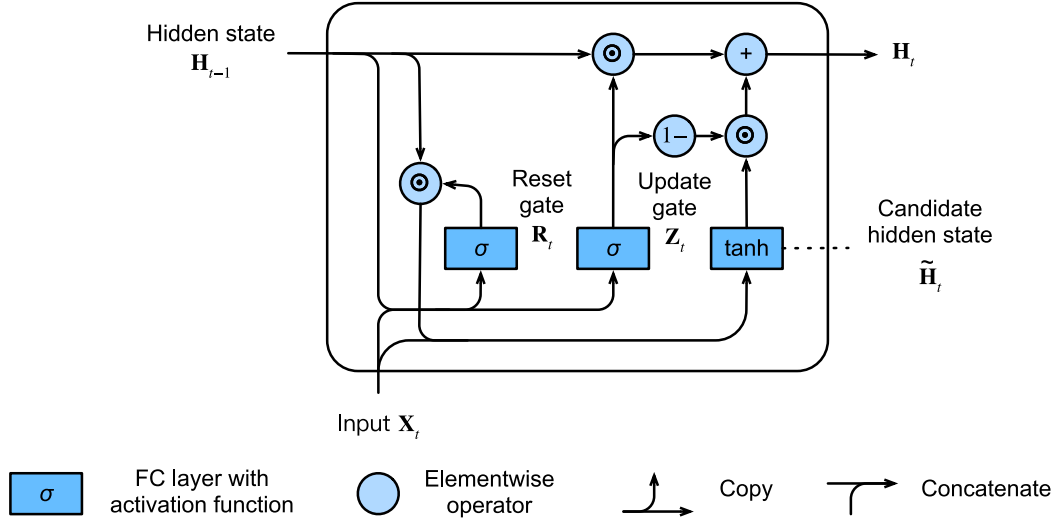 Hidden state
H_{t−1}
H_t
+
1−
Reset
gate
R_t
Update
gate
Z_t
σ
σ
tanh
Candidate
hidden state
H̃_t
Input X_t
σ
FC layer with
activation function
Elementwise
operator
Copy
Concatenate